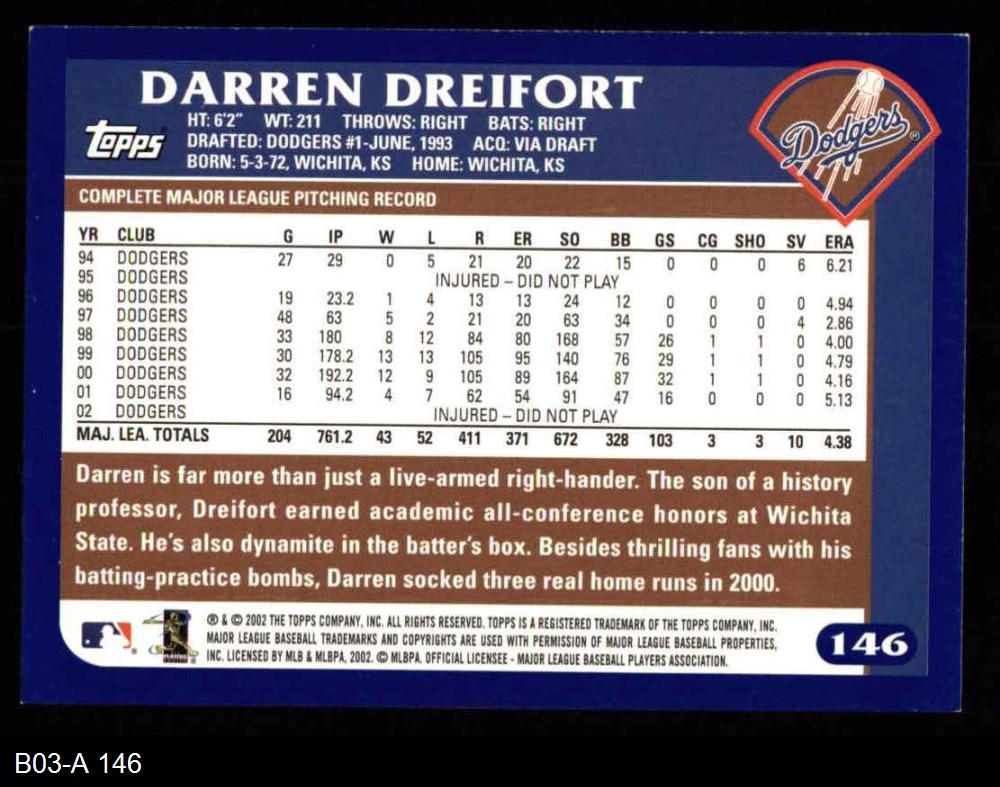 DARREN DREIFORT
HT: 6'2" WT: 211 THROWS: RIGHT BATS: RIGHT
TOPPS
DRAFTED: DODGERS #1-JUNE, 1993 ACQ: VIA DRAFT
BORN: 5-3-72, WICHITA, KS HOME: WICHITA, KS
Dodgers ®
COMPLETE MAJOR LEAGUE PITCHING RECORD
YR CLUB G IP W L R ER SO BB GS CG SHO SV ERA
94 DODGERS 27 29 0 5 21 20 22 15 0 0 0 6 6.21
95 DODGERS INJURED – DID NOT PLAY
96 DODGERS 19 23.2 1 4 13 13 24 12 0 0 0 0 4.94
97 DODGERS 48 63 5 2 21 20 63 34 0 0 0 4 2.86
98 DODGERS 33 180 8 12 84 80 168 57 26 1 1 0 4.00
99 DODGERS 30 178.2 13 13 105 95 140 76 29 1 1 0 4.79
00 DODGERS 32 192.2 12 9 105 89 164 87 32 1 1 0 4.16
01 DODGERS 16 94.2 4 7 62 54 91 47 16 0 0 0 5.13
02 DODGERS INJURED – DID NOT PLAY
MAJ. LEA. TOTALS 204 761.2 43 52 411 371 672 328 103 3 3 10 4.38
Darren is far more than just a live-armed right-hander. The son of a history
professor, Dreifort earned academic all-conference honors at Wichita
State. He's also dynamite in the batter's box. Besides thrilling fans with his
batting-practice bombs, Darren socked three real home runs in 2000.
® & © 2002 THE TOPPS COMPANY, INC. ALL RIGHTS RESERVED. TOPPS IS A REGISTERED TRADEMARK OF THE TOPPS COMPANY, INC.
MAJOR LEAGUE BASEBALL TRADEMARKS AND COPYRIGHTS ARE USED WITH PERMISSION OF MAJOR LEAGUE BASEBALL PROPERTIES,
INC. LICENSED BY MLB & MLBPA, 2002. © MLBPA. OFFICIAL LICENSEE - MAJOR LEAGUE BASEBALL PLAYERS ASSOCIATION.
146
B03-A 146